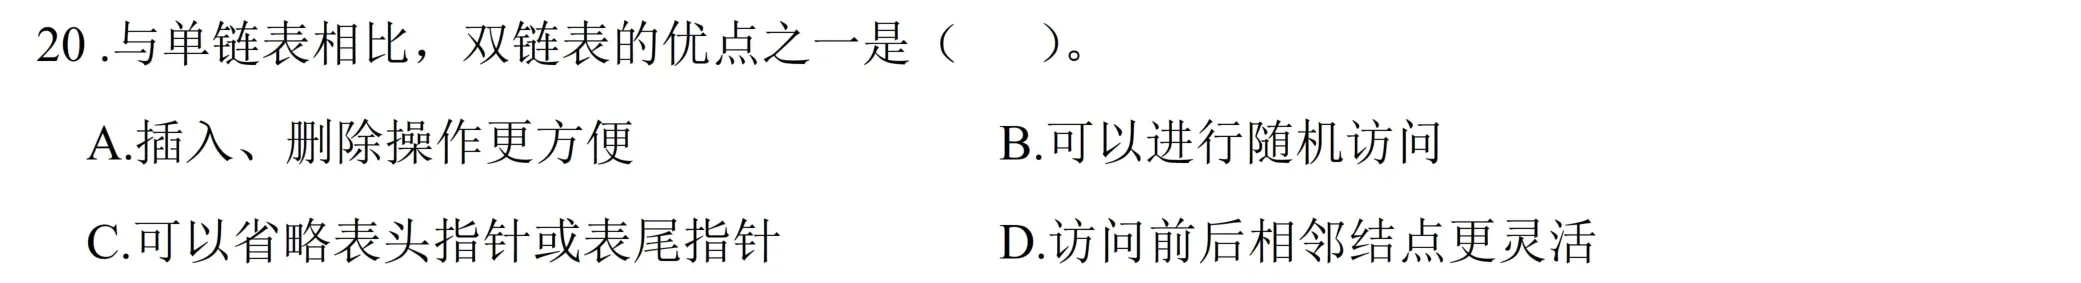 20 .与单链表相比，双链表的优点之一是（　　）。
A.插入、删除操作更方便　　B.可以进行随机访问
C.可以省略表头指针或表尾指针　　D.访问前后相邻结点更灵活